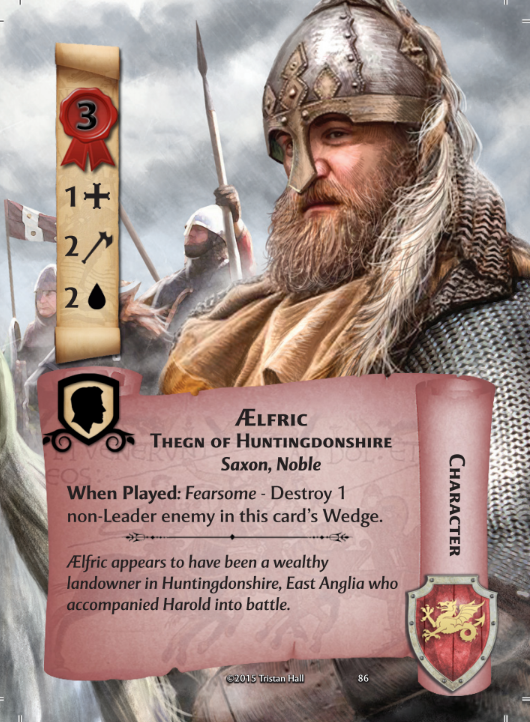 3
1
2
2
ÆLFRIC
THEGN OF HUNTINGDONSHIRE
Saxon, Noble
When Played: Fearsome - Destroy 1
non-Leader enemy in this card's Wedge.
Ælfric appears to have been a wealthy
landowner in Huntingdonshire, East Anglia who
accompanied Harold into battle.
CHARACTER
©2015 Tristan Hall
86